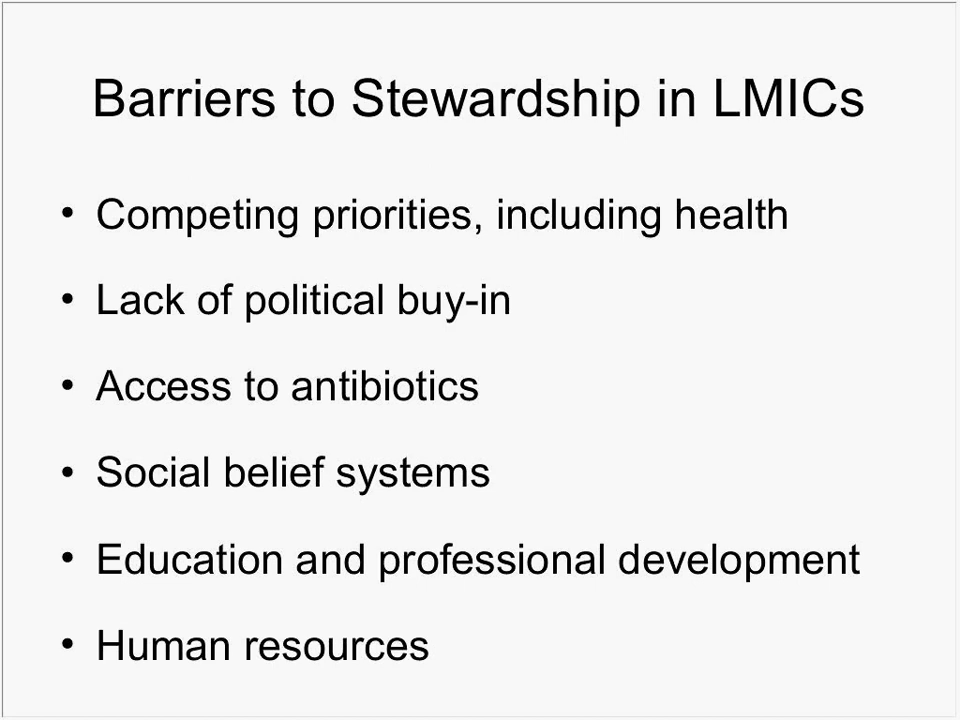 Barriers to Stewardship in LMICs
• Competing priorities, including health
• Lack of political buy-in
• Access to antibiotics
• Social belief systems
• Education and professional development
• Human resources